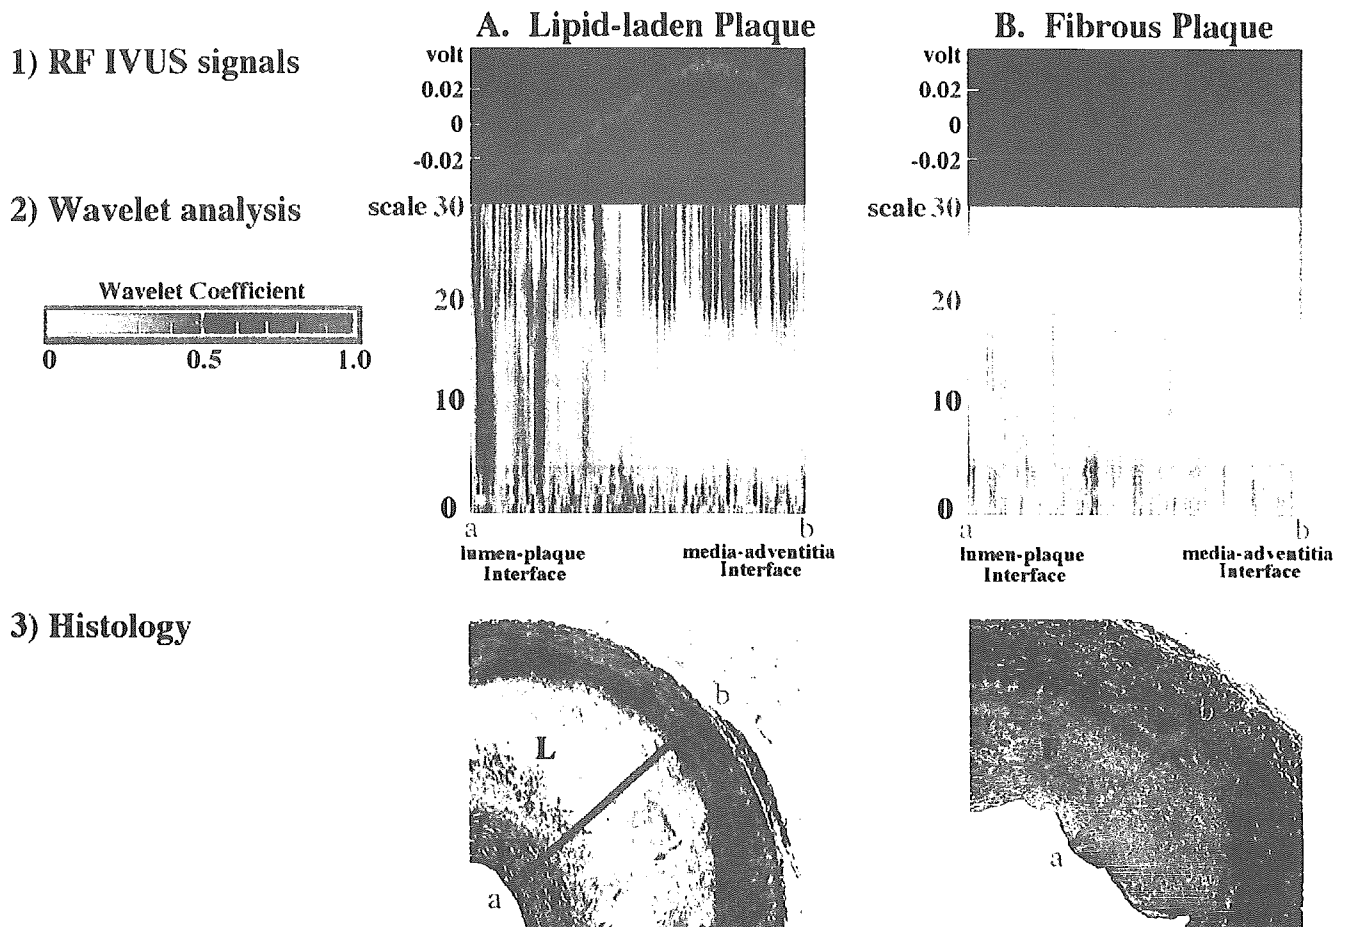 A. Lipid-laden Plaque
B. Fibrous Plaque
1) RF IVUS signals
volt
0.02
0
-0.02
volt
0.02
0
-0.02
2) Wavelet analysis
scale 30
20
10
0
scale 30
20
10
0
Wavelet Coefficient
0 0.5 1.0
a b
lumen-plaque media-adventitia
Interface Interface
a b
lumen-plaque media-adventitia
Interface Interface
3) Histology
b
L
a
b
a